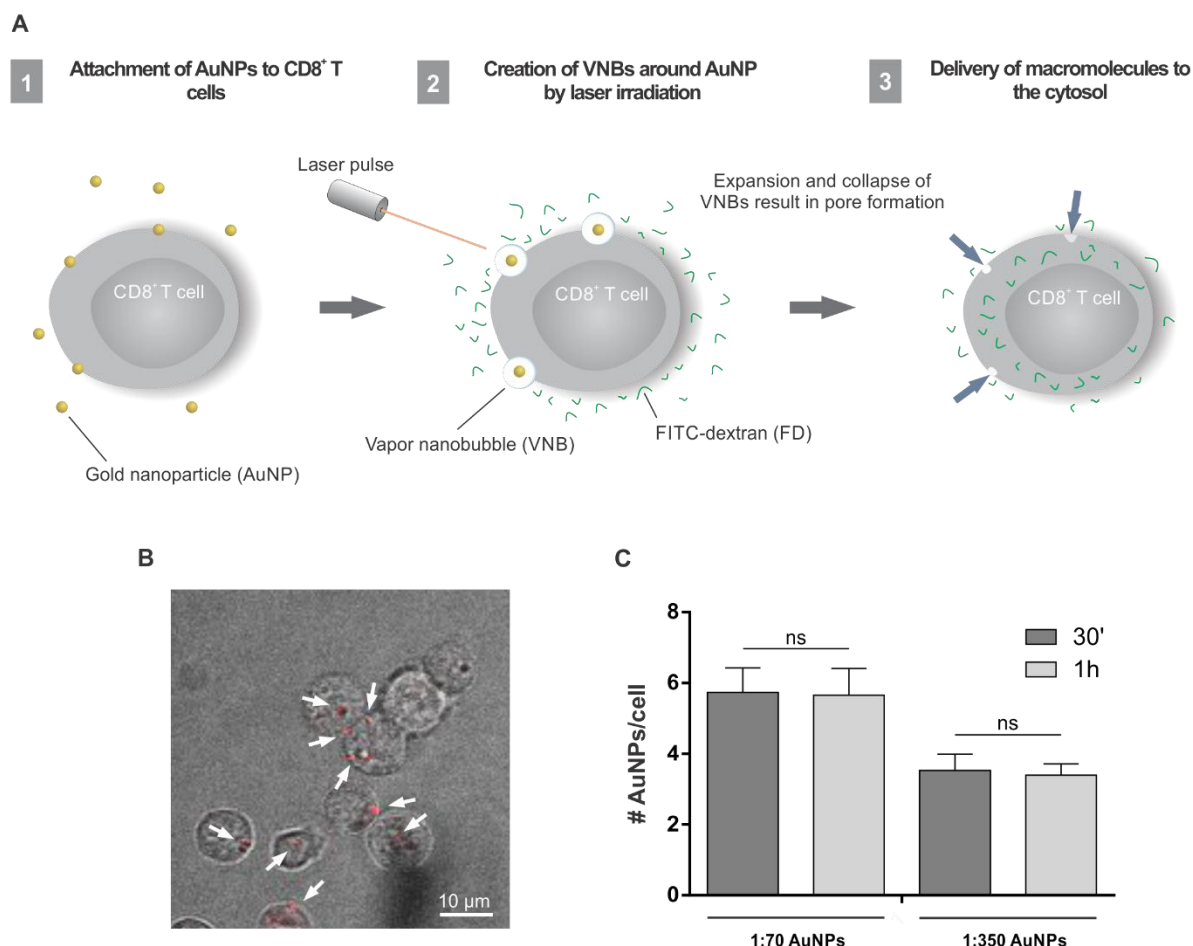 A
1
Attachment of AuNPs to CD8⁺ T
cells
2
Creation of VNBs around AuNP
by laser irradiation
3
Delivery of macromolecules to
the cytosol
Laser pulse
Expansion and collapse of
VNBs result in pore formation
CD8⁺ T cell
CD8⁺ T cell
CD8⁺ T cell
Vapor nanobubble (VNB)
FITC-dextran (FD)
Gold nanoparticle (AuNP)
B
10 µm
C
# AuNPs/cell
8
6
4
2
0
ns
ns
30'
1h
1:70 AuNPs
1:350 AuNPs